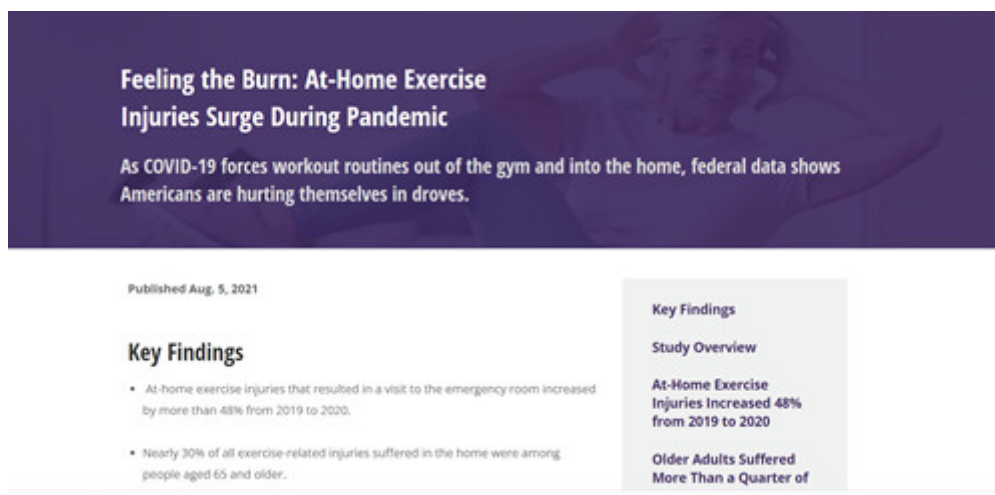 Feeling the Burn: At-Home Exercise
Injuries Surge During Pandemic
As COVID-19 forces workout routines out of the gym and into the home, federal data shows
Americans are hurting themselves in droves.
Published Aug. 5, 2021
Key Findings
▪ At-home exercise injuries that resulted in a visit to the emergency room increased
by more than 48% from 2019 to 2020.
▪ Nearly 30% of all exercise-related injuries suffered in the home were among
people aged 65 and older.
Key Findings
Study Overview
At-Home Exercise
Injuries Increased 48%
from 2019 to 2020
Older Adults Suffered
More Than a Quarter of